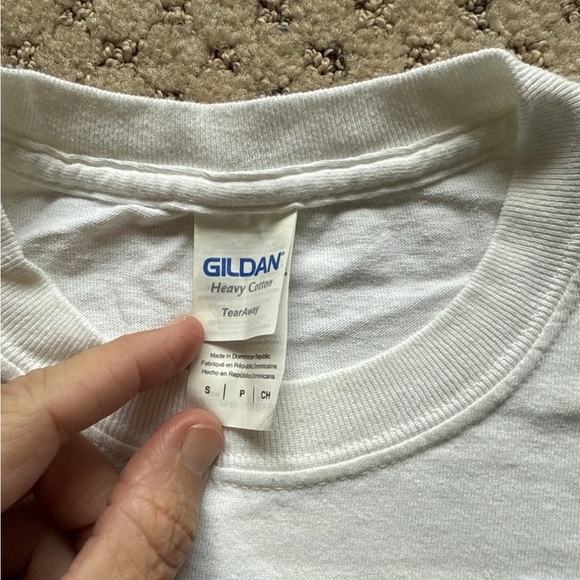 GILDAN
Heavy Cotton
TearAway
Made in Dominican Republic
Fabriqué en République Dominicaine
Hecho en República Dominicana
S | P | CH